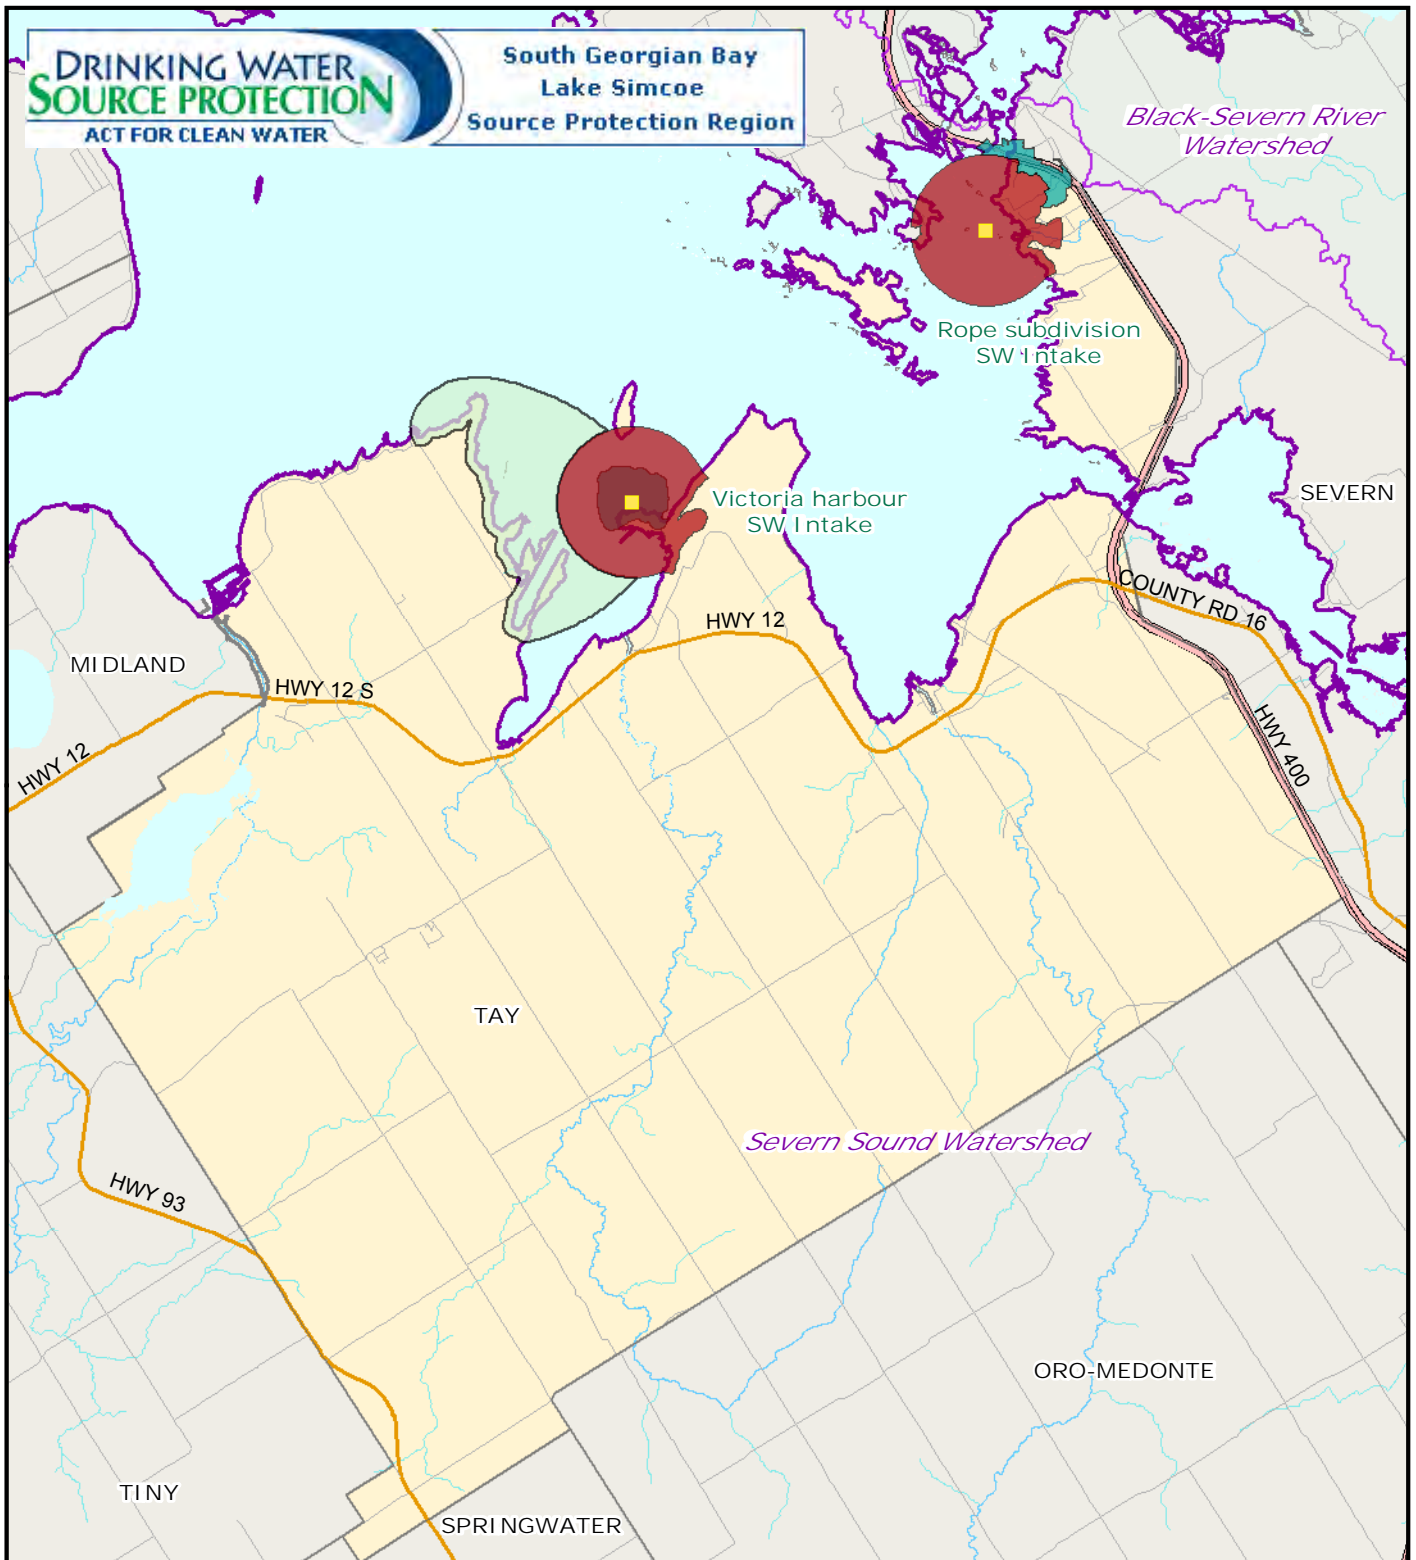 DRINKING WATER
SOURCE PROTECTION
ACT FOR CLEAN WATER
South Georgian Bay
Lake Simcoe
Source Protection Region
Black-Severn River
Watershed
Rope subdivision
SW Intake
Victoria harbour
SW Intake
SEVERN
COUNTY RD 16
HWY 12
MIDLAND
HWY 12 S
HWY 12
HWY 400
TAY
Severn Sound Watershed
HWY 93
ORO-MEDONTE
TINY
SPRINGWATER